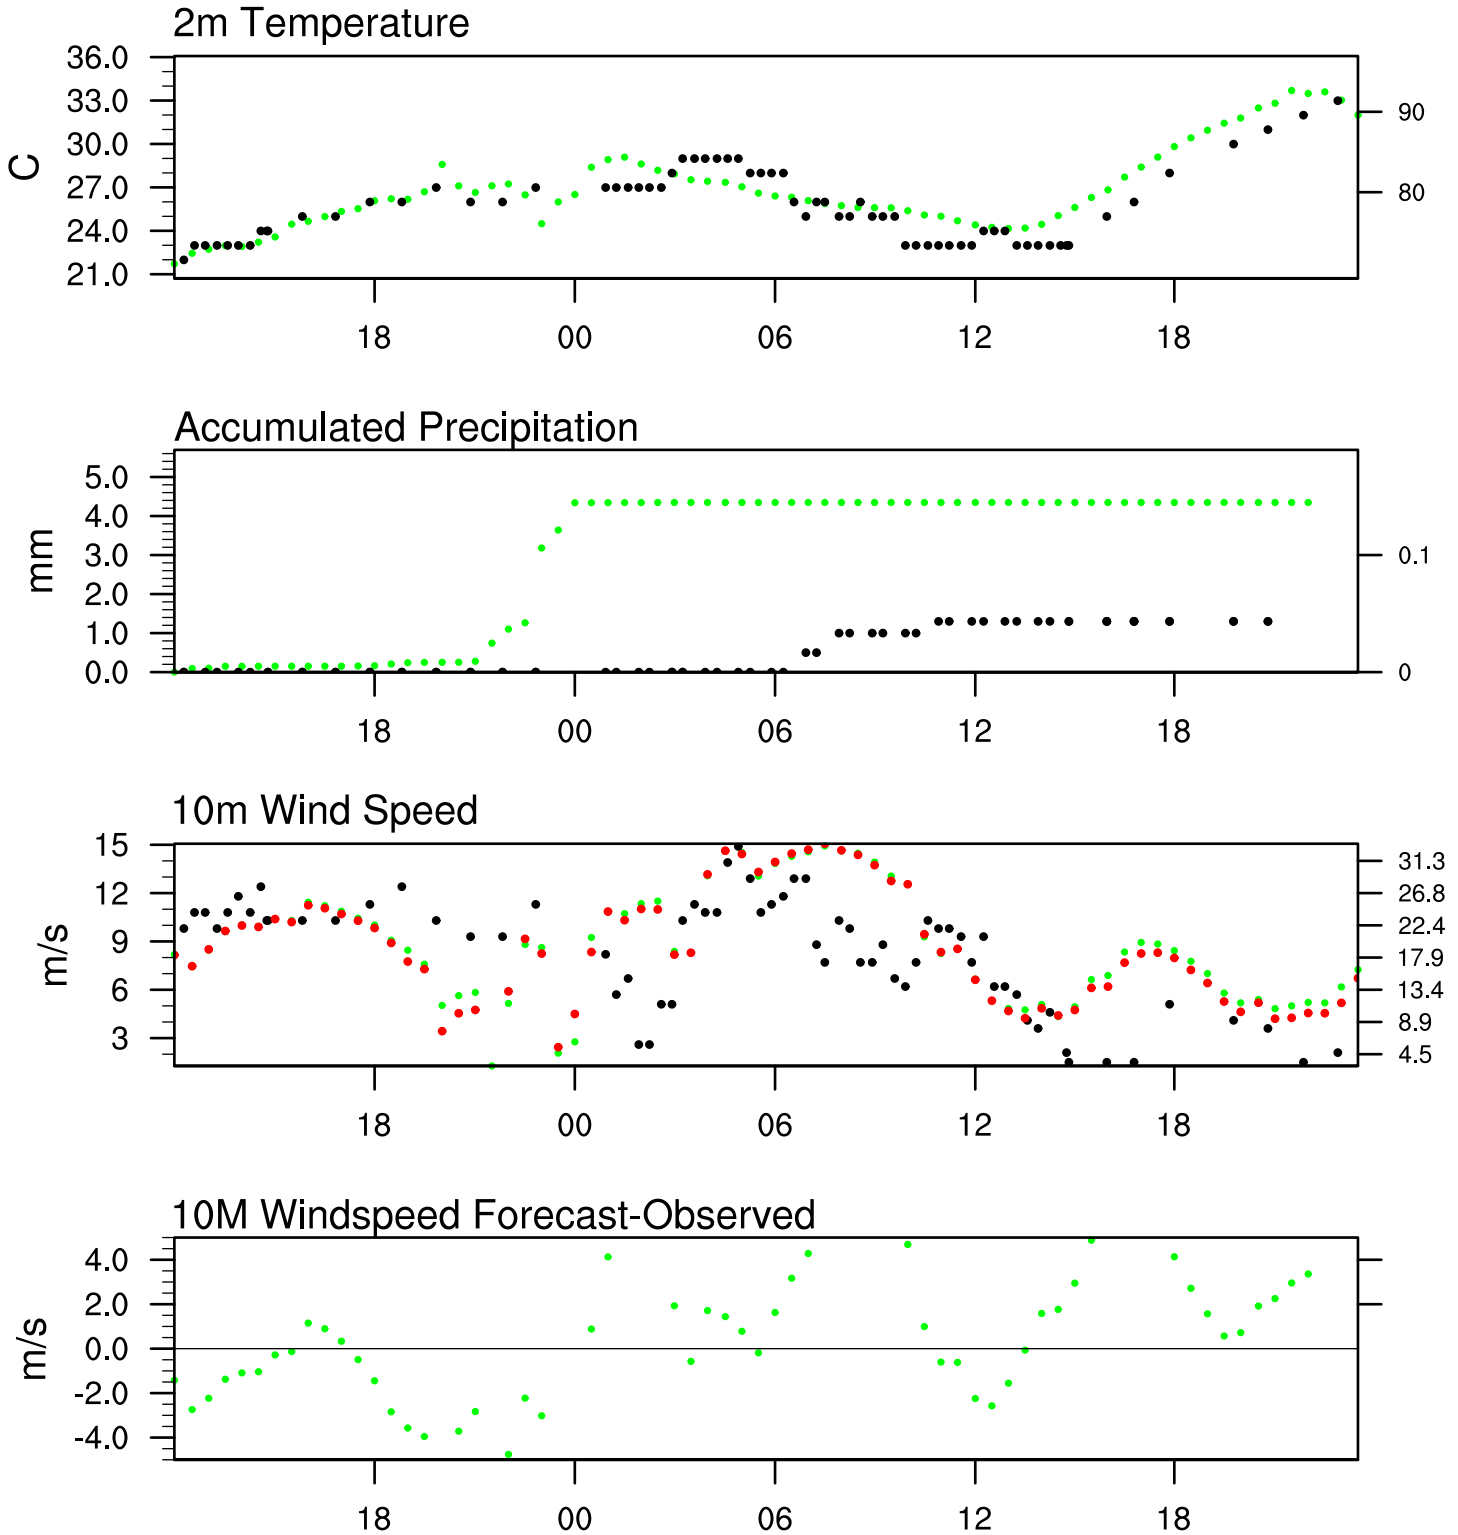 2m Temperature
36.0
33.0
30.0
27.0
24.0
21.0
C
90
80
18 00 06 12 18
Accumulated Precipitation
5.0
4.0
3.0
2.0
1.0
0.0
mm
0.1
0
18 00 06 12 18
10m Wind Speed
15
12
9
6
3
m/s
31.3
26.8
22.4
17.9
13.4
8.9
4.5
18 00 06 12 18
10M Windspeed Forecast-Observed
4.0
2.0
0.0
-2.0
-4.0
m/s
18 00 06 12 18